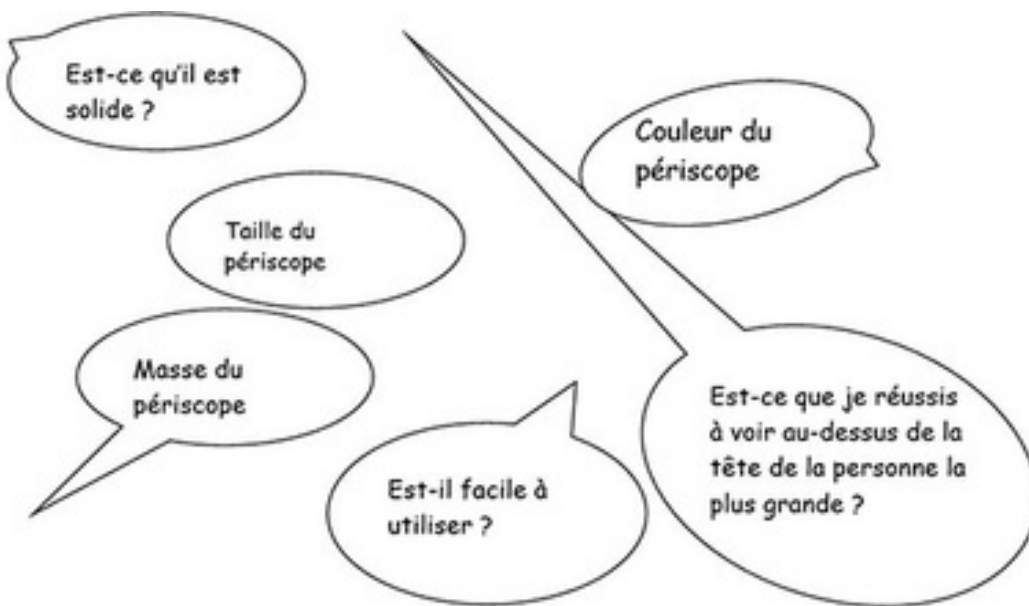 Est-ce qu'il est
solide ?
Couleur du
périscope
Taille du
périscope
Masse du
périscope
Est-ce que je réussis
à voir au-dessus de la
tête de la personne la
plus grande ?
Est-il facile à
utiliser ?